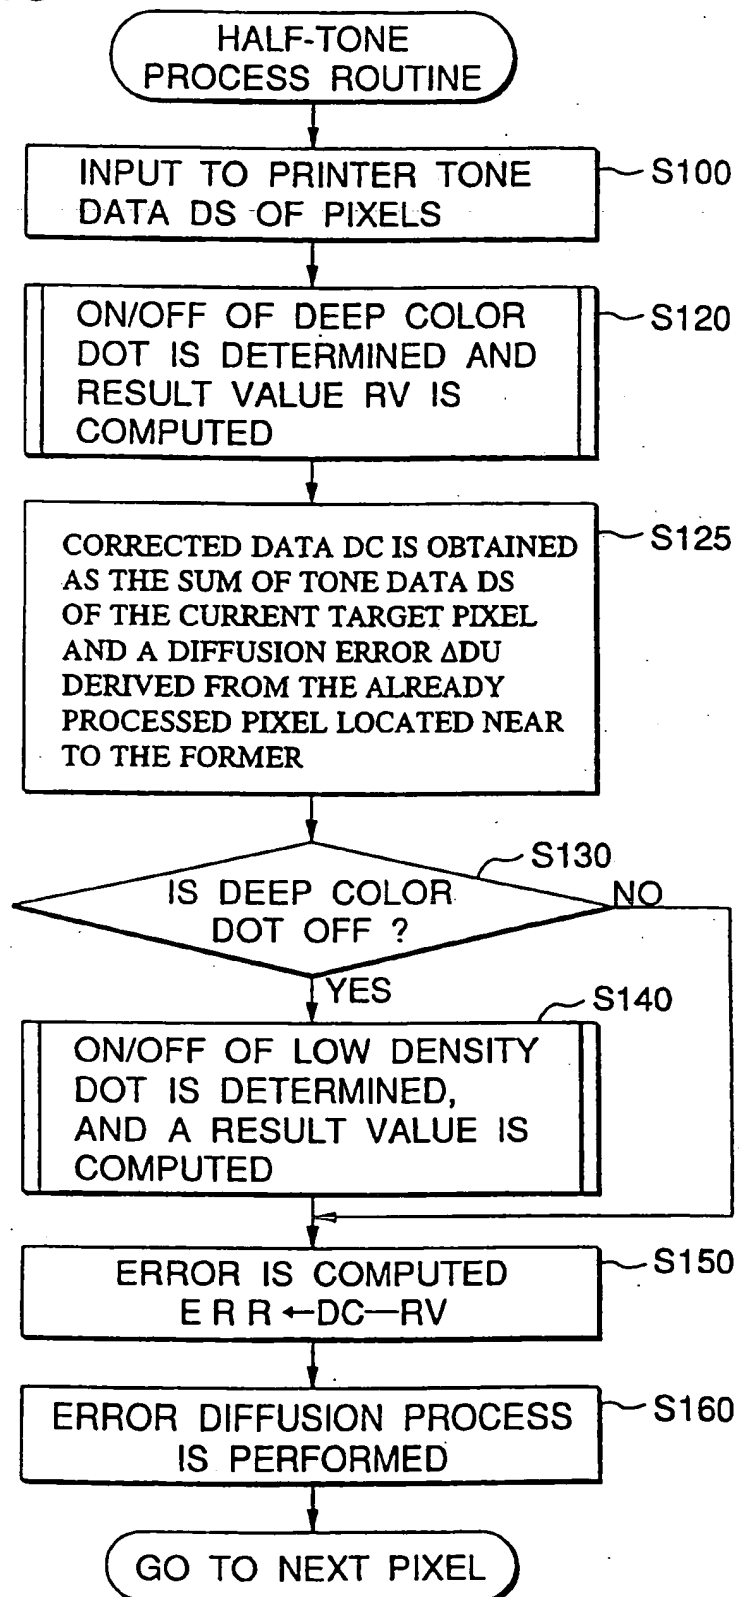 HALF-TONE
PROCESS ROUTINE
INPUT TO PRINTER TONE
DATA DS OF PIXELS
S100
ON/OFF OF DEEP COLOR
DOT IS DETERMINED AND
RESULT VALUE RV IS
COMPUTED
S120
CORRECTED DATA DC IS OBTAINED
AS THE SUM OF TONE DATA DS
OF THE CURRENT TARGET PIXEL
AND A DIFFUSION ERROR ΔDU
DERIVED FROM THE ALREADY
PROCESSED PIXEL LOCATED NEAR
TO THE FORMER
S125
S130
IS DEEP COLOR
DOT OFF ?
NO
YES
S140
ON/OFF OF LOW DENSITY
DOT IS DETERMINED,
AND A RESULT VALUE IS
COMPUTED
ERROR IS COMPUTED
E R R ←DC—RV
S150
ERROR DIFFUSION PROCESS
IS PERFORMED
S160
GO TO NEXT PIXEL